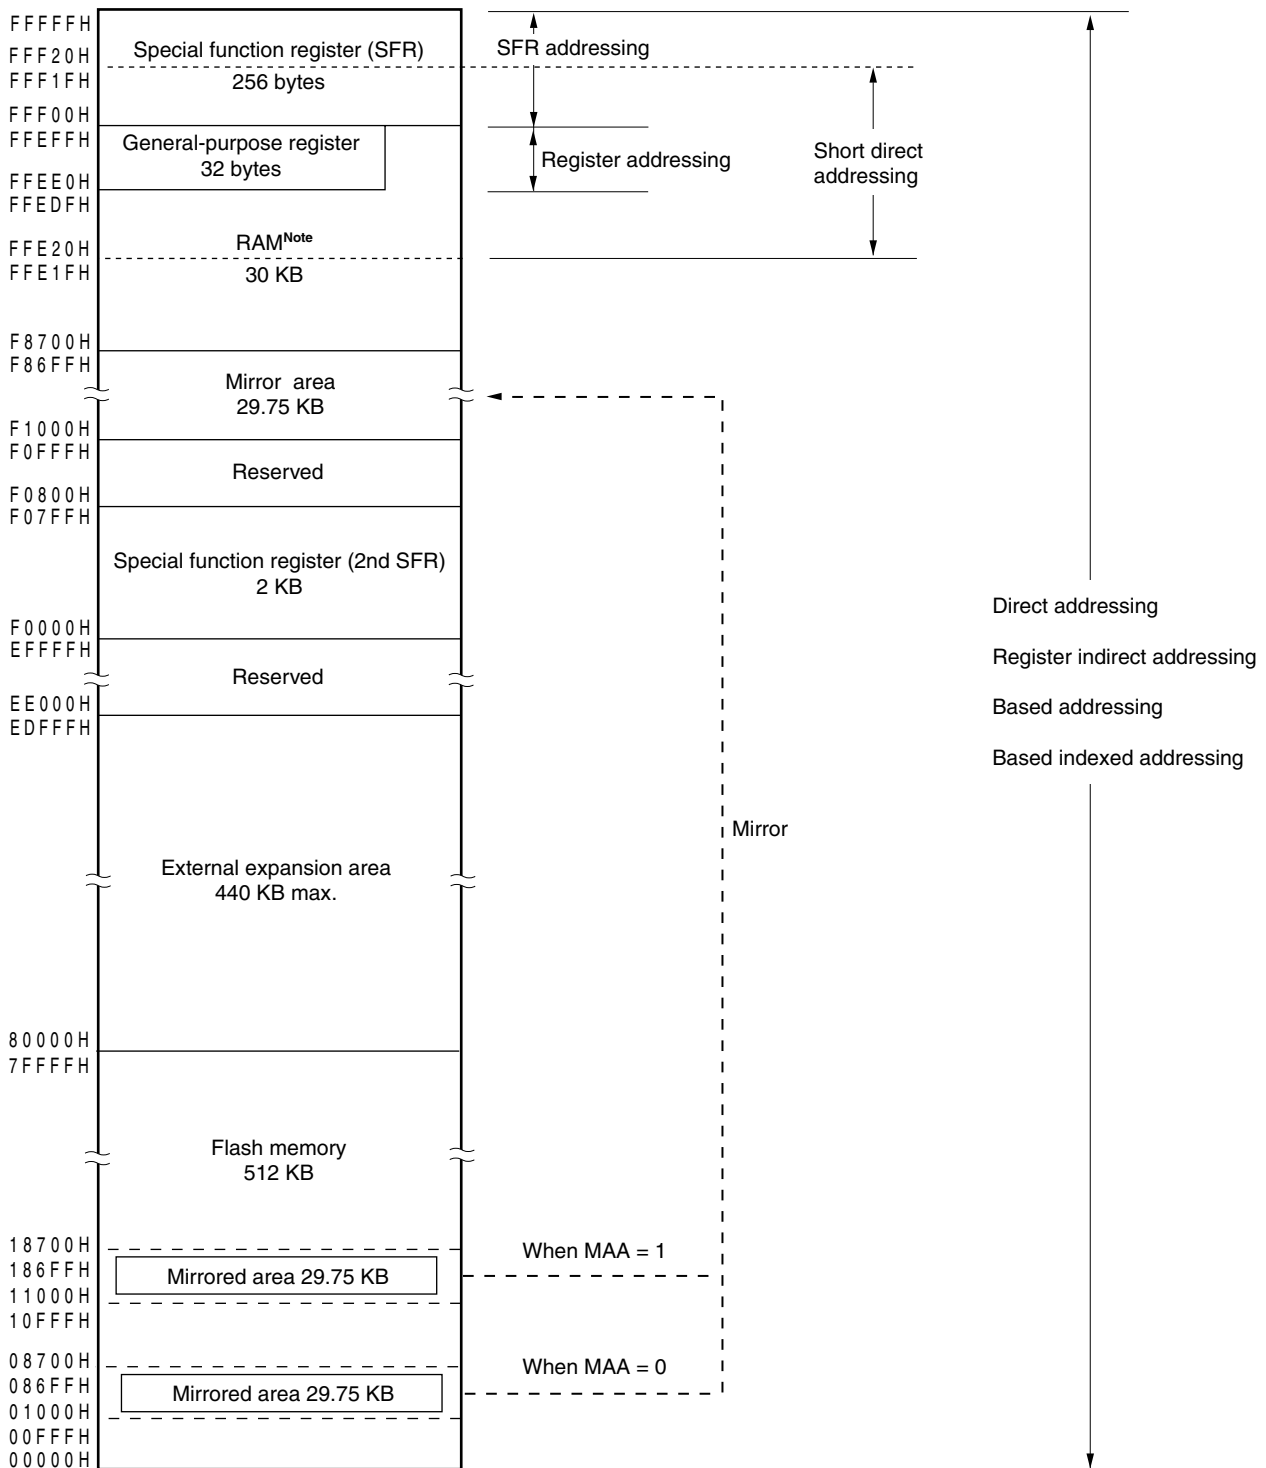 FFFFFH
SFR addressing
FFF20H
Special function register (SFR)
FFF1FH
256 bytes
FFF00H
FFEFFH
General-purpose register
32 bytes
Register addressing
Short direct
addressing
FFEE0H
FFEDFH
FFE20H
RAMNote
FFE1FH
30 KB
F8700H
F86FFH
Mirror area
29.75 KB
F1000H
F0FFFH
Reserved
F0800H
F07FFH
Special function register (2nd SFR)
2 KB
Direct addressing
Register indirect addressing
Based addressing
Based indexed addressing
F0000H
EFFFFH
Reserved
EE000H
EDFFFH
Mirror
External expansion area
440 KB max.
80000H
7FFFFH
Flash memory
512 KB
18700H
When MAA = 1
186FFH
Mirrored area 29.75 KB
11000H
10FFFH
08700H
When MAA = 0
086FFH
Mirrored area 29.75 KB
01000H
00FFFH
00000H